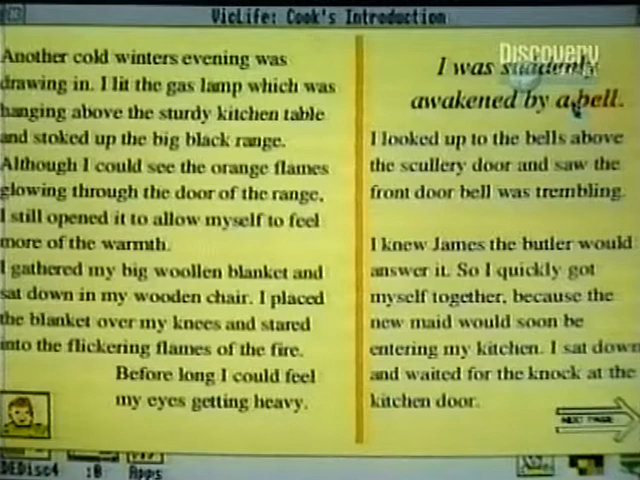 VicLife: Cook's Introduction
Another cold winters evening was
drawing in. I lit the gas lamp which was
hanging above the sturdy kitchen table
and stoked up the big black range.
Although I could see the orange flames
glowing through the door of the range,
I still opened it to allow myself to feel
more of the warmth.
I gathered my big woollen blanket and
sat down in my wooden chair. I placed
the blanket over my knees and stared
into the flickering flames of the fire.
Before long I could feel
my eyes getting heavy.
Discovery
I was suddenly
awakened by a bell.
I looked up to the bells above
the scullery door and saw the
front door bell was trembling.
I knew James the butler would
answer it. So I quickly got
myself together, because the
new maid would soon be
entering my kitchen. I sat down
and waited for the knock at the
kitchen door.
NEXT PAGE
DEDisc4
:0
Apps